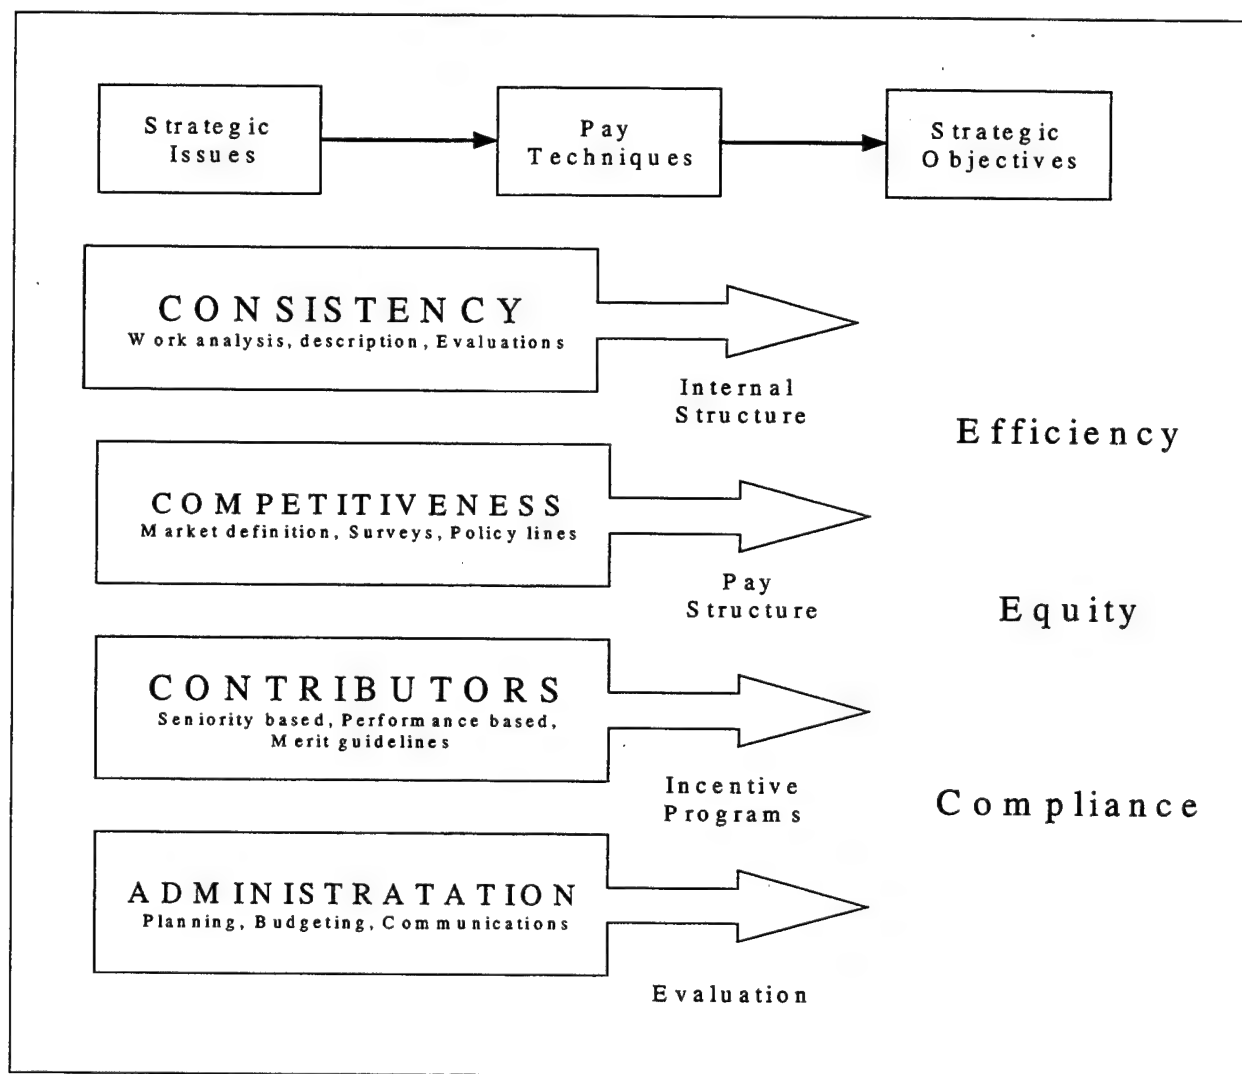 Strategic
Issues
Pay
Techniques
Strategic
Objectives
CONSISTENCY
Work analysis, description, Evaluations
Internal
Structure
Efficiency
COMPETITIVENESS
Market definition, Surveys, Policy lines
Pay
Structure
Equity
CONTRIBUTORS
Seniority based, Performance based,
Merit guidelines
Incentive
Programs
Compliance
ADMINISTRATATION
Planning, Budgeting, Communications
Evaluation